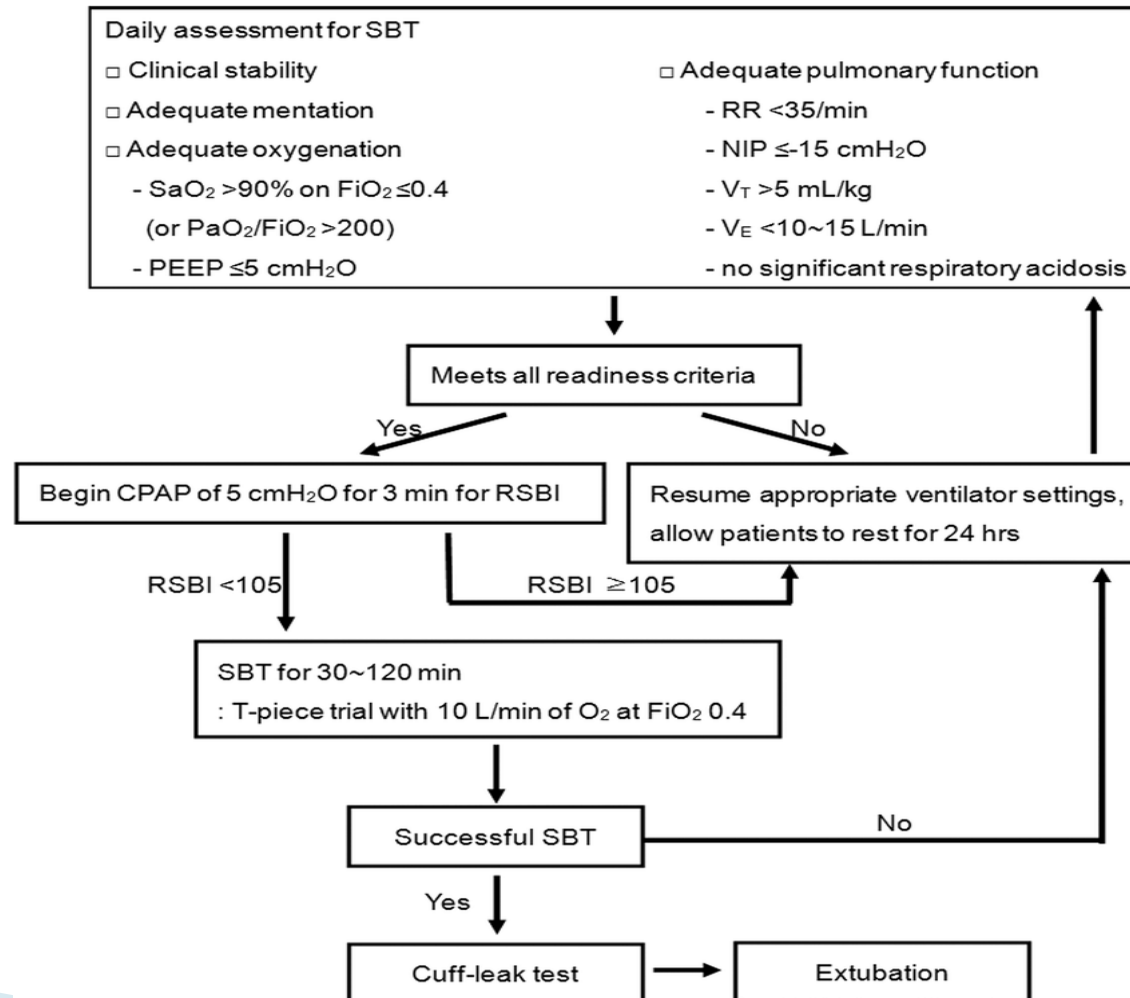 Daily assessment for SBT
□ Clinical stability
□ Adequate mentation
□ Adequate oxygenation
- SaO₂ >90% on FiO₂ ≤0.4
(or PaO₂/FiO₂ >200)
- PEEP ≤5 cmH₂O
□ Adequate pulmonary function
- RR <35/min
- NIP ≤-15 cmH₂O
- V_T >5 mL/kg
- V_E <10~15 L/min
- no significant respiratory acidosis
Meets all readiness criteria
Yes
No
Begin CPAP of 5 cmH₂O for 3 min for RSBI
Resume appropriate ventilator settings,
allow patients to rest for 24 hrs
RSBI <105
RSBI ≥105
SBT for 30~120 min
: T-piece trial with 10 L/min of O₂ at FiO₂ 0.4
Successful SBT
No
Yes
Cuff-leak test
Extubation